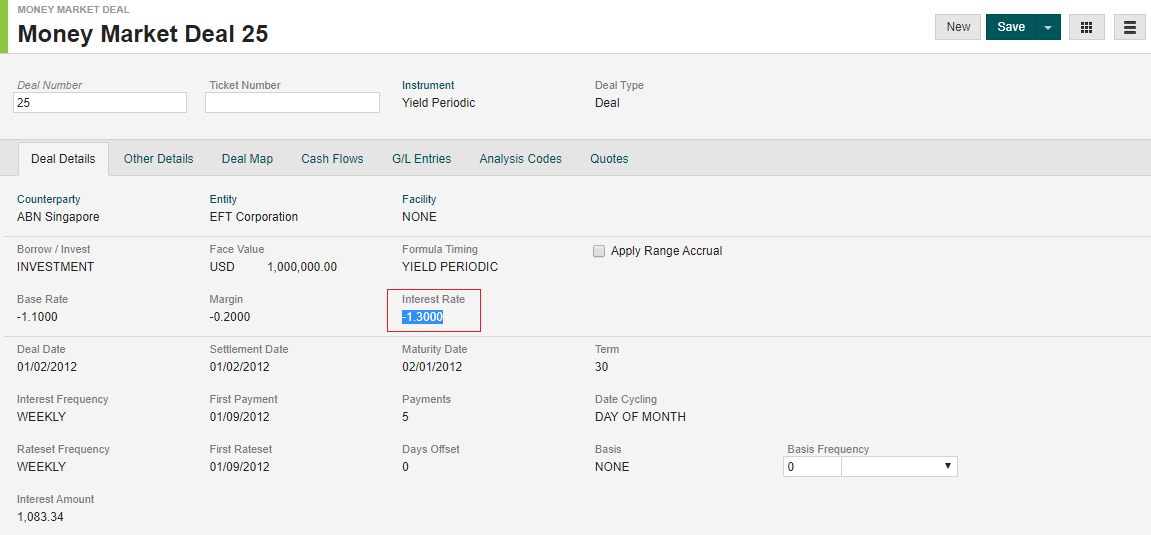 MONEY MARKET DEAL
Money Market Deal 25
New Save
Deal Number Ticket Number Instrument Deal Type
25 Yield Periodic Deal
Deal Details Other Details Deal Map Cash Flows G/L Entries Analysis Codes Quotes
Counterparty Entity Facility
ABN Singapore EFT Corporation NONE
Borrow / Invest Face Value Formula Timing Apply Range Accrual
INVESTMENT USD 1,000,000.00 YIELD PERIODIC
Base Rate Margin Interest Rate
-1.1000 -0.2000 -1.3000
Deal Date Settlement Date Maturity Date Term
01/02/2012 01/02/2012 02/01/2012 30
Interest Frequency First Payment Payments Date Cycling
WEEKLY 01/09/2012 5 DAY OF MONTH
Rateset Frequency First Rateset Days Offset Basis Basis Frequency
WEEKLY 01/09/2012 0 NONE 0
Interest Amount
1,083.34